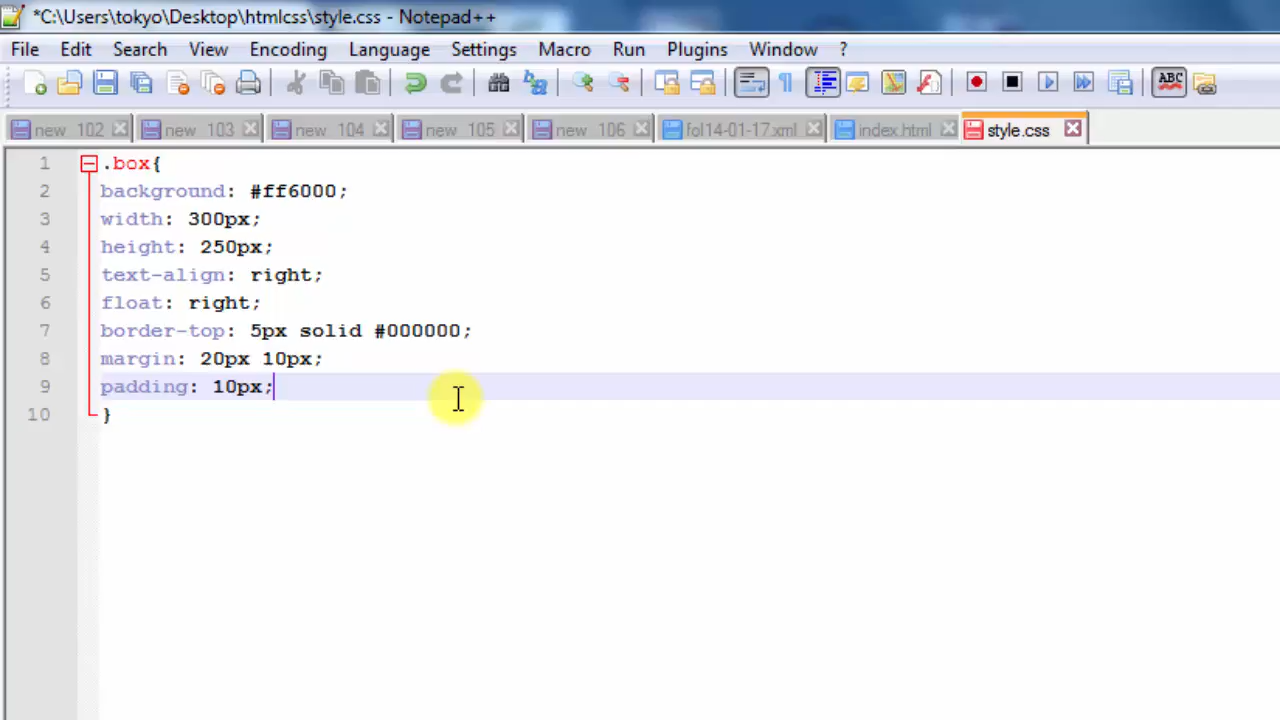 *C:\Users\tokyo\Desktop\htmlcss\style.css - Notepad++
File Edit Search View Encoding Language Settings Macro Run Plugins Window ?
ABC
new 102 new 103 new 104 new 105 new 106 fol14-01-17.xml index.html style.css
1 .box{
2 background: #ff6000;
3 width: 300px;
4 height: 250px;
5 text-align: right;
6 float: right;
7 border-top: 5px solid #000000;
8 margin: 20px 10px;
9 padding: 10px;
10 }